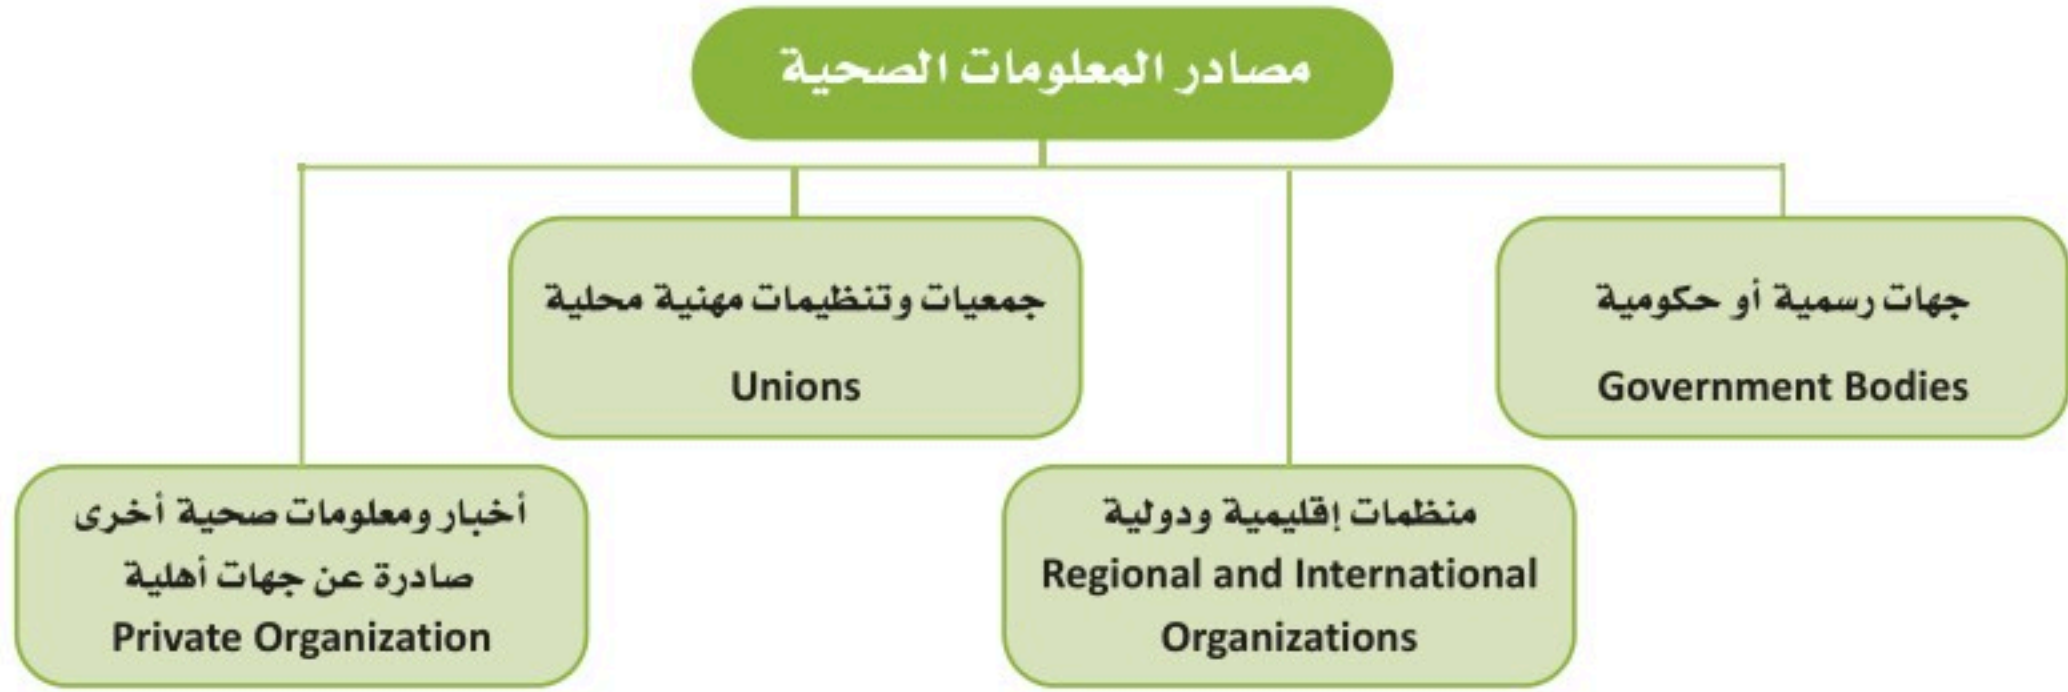 مصادر المعلومات الصحية
جهات رسمية أو حكومية
Government Bodies
منظمات إقليمية ودولية
Regional and International
Organizations
جمعيات وتنظيمات مهنية محلية
Unions
أخبار ومعلومات صحية أخرى
صادرة عن جهات أهلية
Private Organization